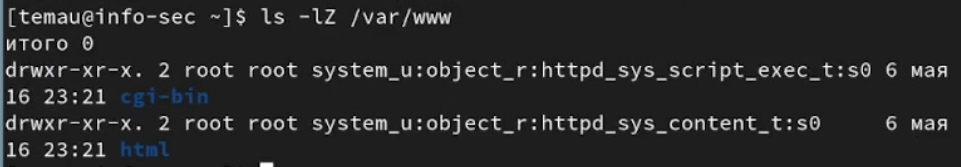 [temau@info-sec ~]$ ls -lZ /var/www
итого 0
drwxr-xr-x. 2 root root system_u:object_r:httpd_sys_script_exec_t:s0 6 мая
16 23:21 cgi-bin
drwxr-xr-x. 2 root root system_u:object_r:httpd_sys_content_t:s0     6 мая
16 23:21 html